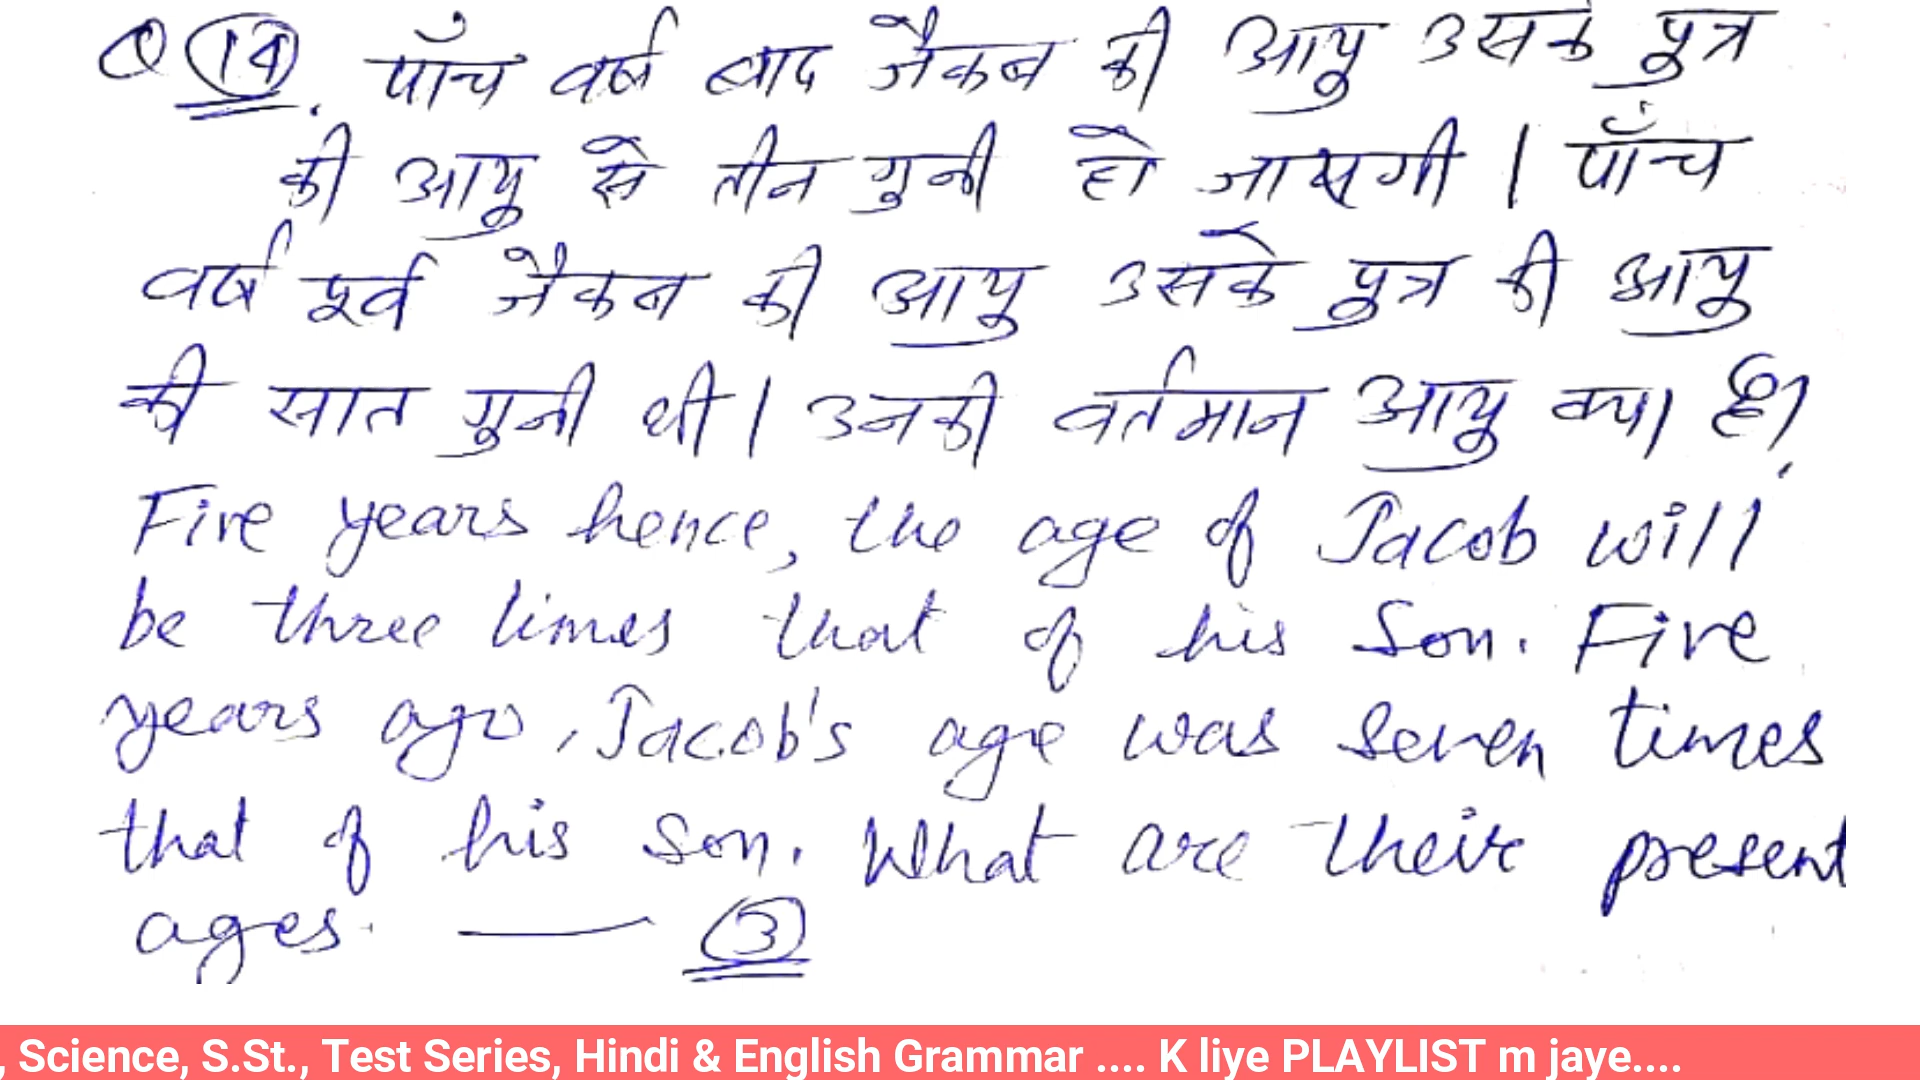 Q 14. पाँच वर्ष बाद जैकब की आयु उसके पुत्र
की आयु से तीन गुनी हो जाएगी । पाँच
वर्ष पूर्व जैकब की आयु उसके पुत्र की आयु
की सात गुनी थी । उनकी वर्तमान आयु क्या है।
Five years hence, the age of Jacob will
be three times that of his son. Five
years ago, Jacob's age was seven times
that of his son. What are their present
ages. — 3
, Science, S.St., Test Series, Hindi & English Grammar .... K liye PLAYLIST m jaye....